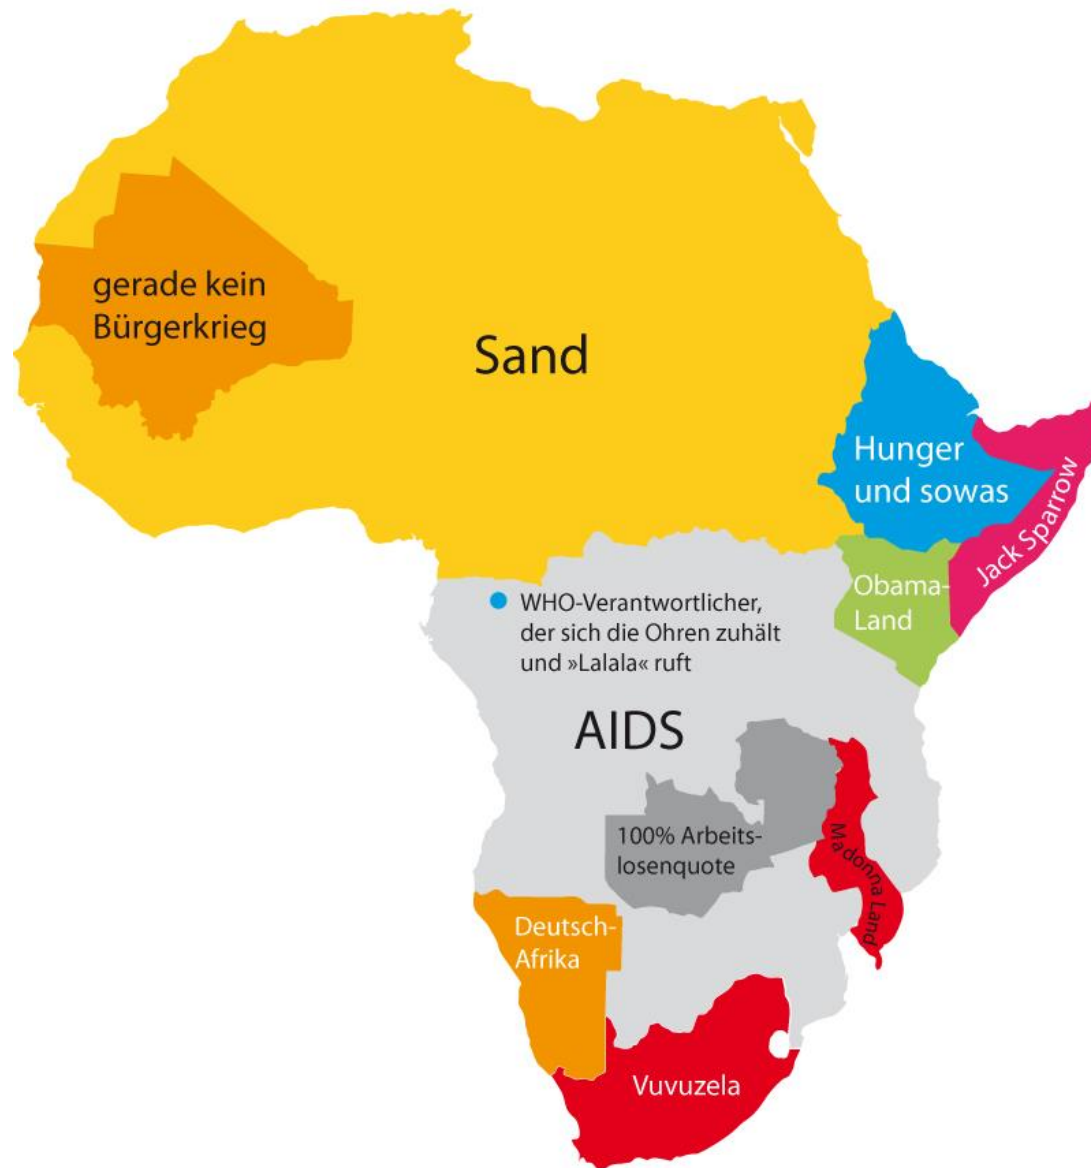 gerade kein
Bürgerkrieg
Sand
Hunger
und sowas
Jack Sparrow
Obama-
Land
WHO-Verantwortlicher,
der sich die Ohren zuhält
und »Lalala« ruft
AIDS
100% Arbeits-
losenquote
Madonna Land
Deutsch-
Afrika
Vuvuzela